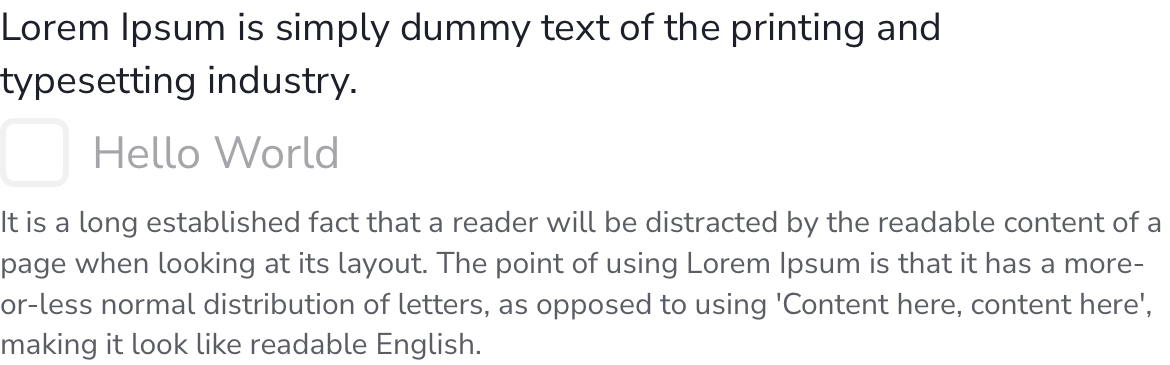 Lorem Ipsum is simply dummy text of the printing and
typesetting industry.
Hello World
It is a long established fact that a reader will be distracted by the readable content of a
page when looking at its layout. The point of using Lorem Ipsum is that it has a more-
or-less normal distribution of letters, as opposed to using 'Content here, content here',
making it look like readable English.